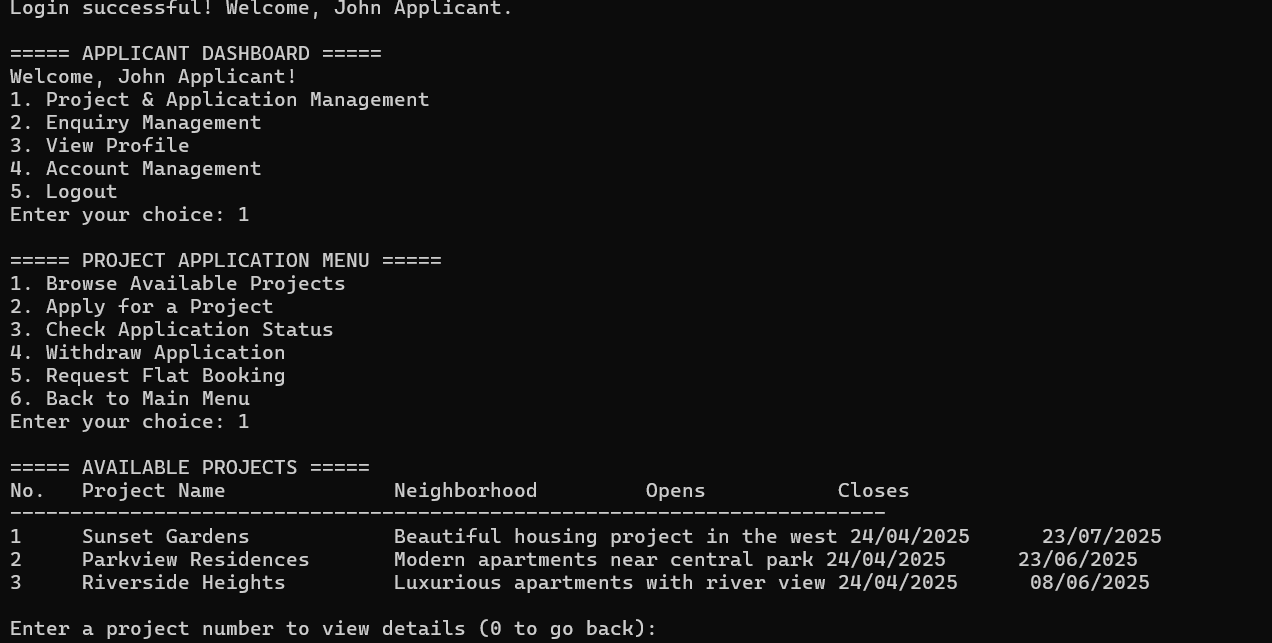 Login successful! Welcome, John Applicant.
===== APPLICANT DASHBOARD =====
Welcome, John Applicant!
1. Project & Application Management
2. Enquiry Management
3. View Profile
4. Account Management
5. Logout
Enter your choice: 1
===== PROJECT APPLICATION MENU =====
1. Browse Available Projects
2. Apply for a Project
3. Check Application Status
4. Withdraw Application
5. Request Flat Booking
6. Back to Main Menu
Enter your choice: 1
===== AVAILABLE PROJECTS =====
No.   Project Name              Neighborhood         Opens           Closes
-------------------------------------------------------------------------
1     Sunset Gardens            Beautiful housing project in the west 24/04/2025      23/07/2025
2     Parkview Residences       Modern apartments near central park 24/04/2025      23/06/2025
3     Riverside Heights         Luxurious apartments with river view 24/04/2025      08/06/2025
Enter a project number to view details (0 to go back):